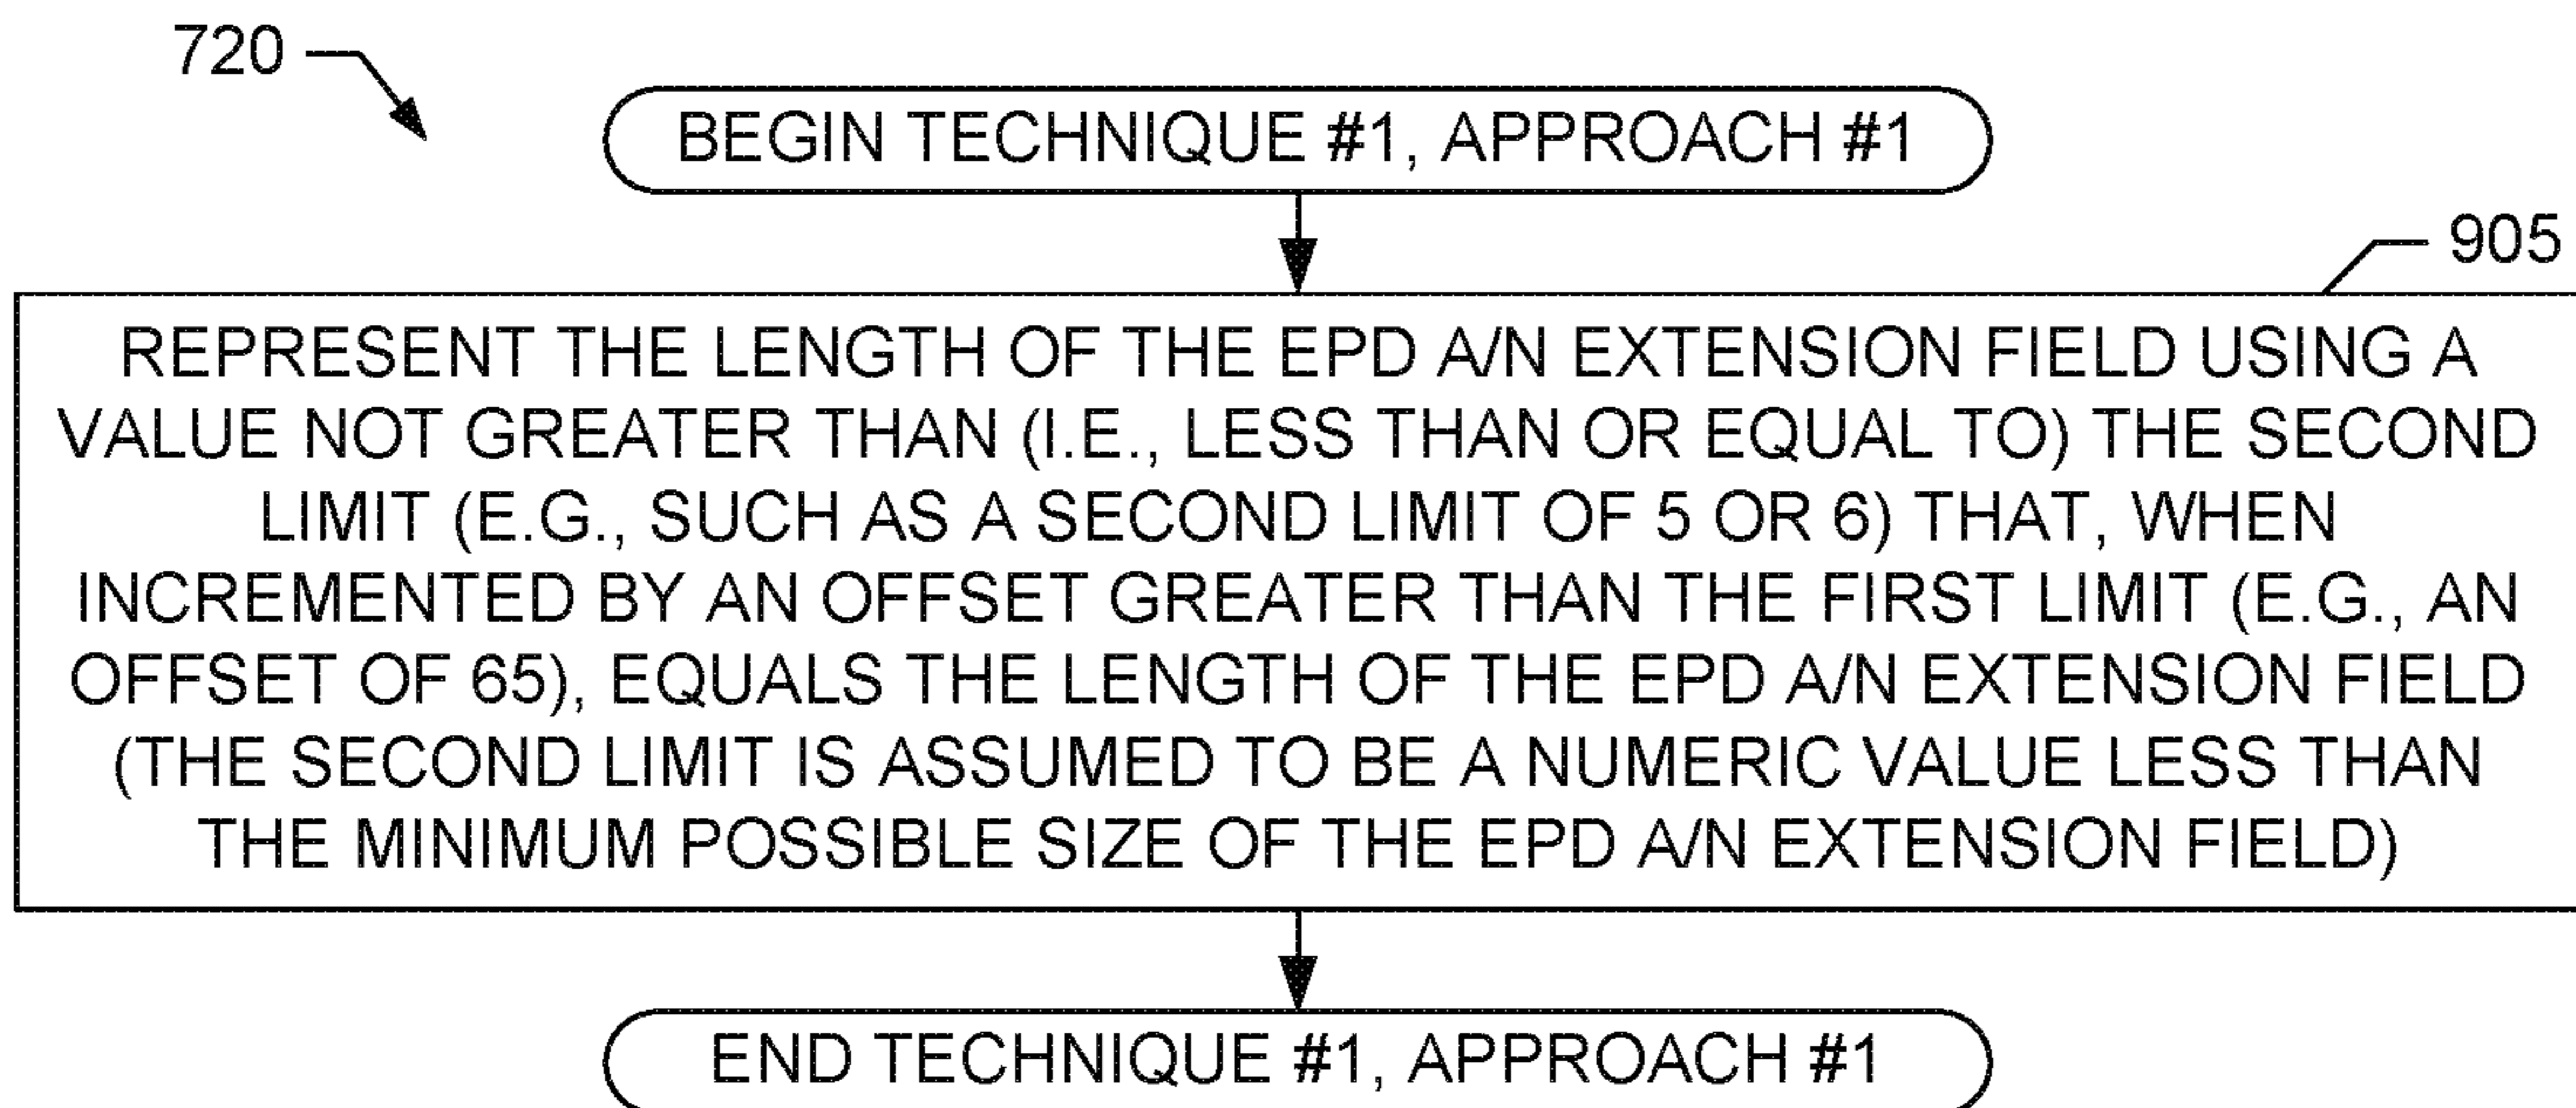 720
BEGIN TECHNIQUE #1, APPROACH #1
905
REPRESENT THE LENGTH OF THE EPD A/N EXTENSION FIELD USING A
VALUE NOT GREATER THAN (I.E., LESS THAN OR EQUAL TO) THE SECOND
LIMIT (E.G., SUCH AS A SECOND LIMIT OF 5 OR 6) THAT, WHEN
INCREMENTED BY AN OFFSET GREATER THAN THE FIRST LIMIT (E.G., AN
OFFSET OF 65), EQUALS THE LENGTH OF THE EPD A/N EXTENSION FIELD
(THE SECOND LIMIT IS ASSUMED TO BE A NUMERIC VALUE LESS THAN
THE MINIMUM POSSIBLE SIZE OF THE EPD A/N EXTENSION FIELD)
END TECHNIQUE #1, APPROACH #1